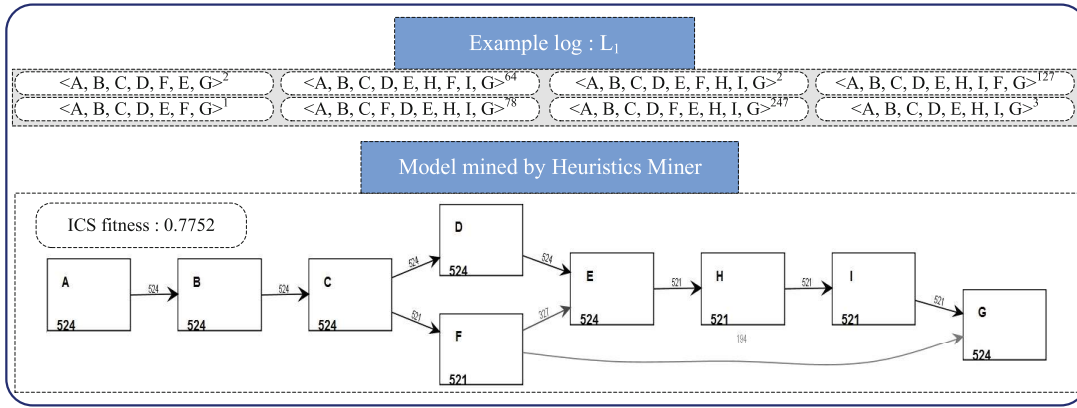 Example log : L₁
<A, B, C, D, F, E, G>² <A, B, C, D, E, H, F, I, G>⁶⁴ <A, B, C, D, E, F, H, I, G>² <A, B, C, D, E, H, I, F, G>¹²⁷
<A, B, C, D, E, F, G>¹ <A, B, C, F, D, E, H, I, G>⁷⁸ <A, B, C, D, F, E, H, I, G>²⁴⁷ <A, B, C, D, E, H, I, G>³
Model mined by Heuristics Miner
ICS fitness : 0.7752
D
524
524
524
A
524
524
B
524
524
C
524
521
F
521
327
194
E
524
521
H
521
521
I
521
521
G
524